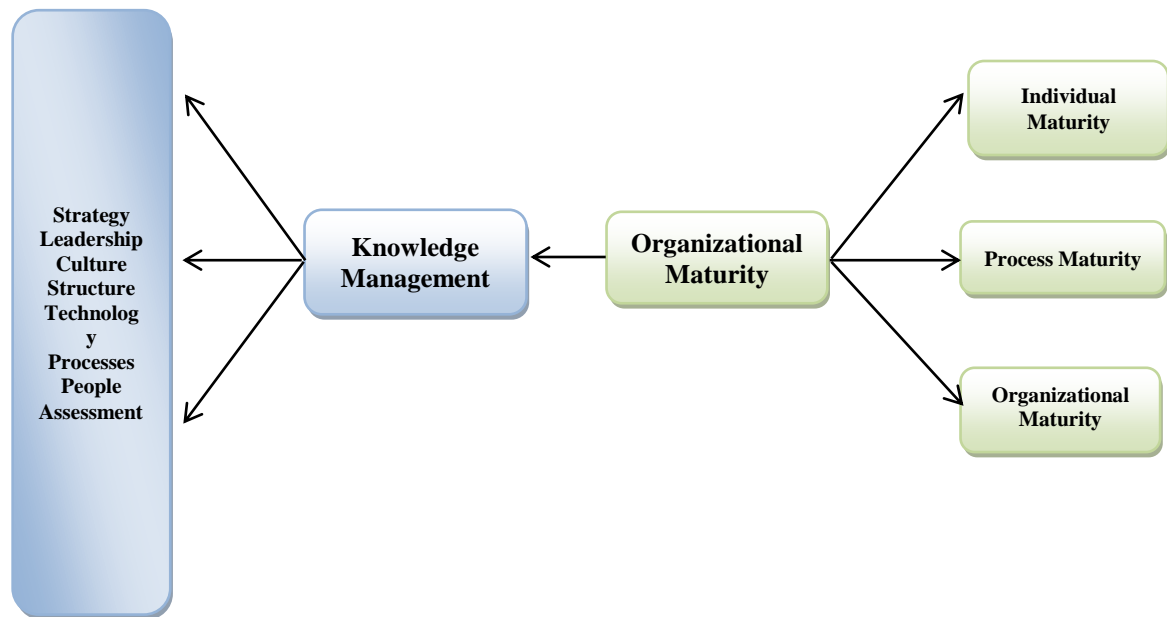 Strategy
Leadership
Culture
Structure
Technolog
y
Processes
People
Assessment
Knowledge
Management
Organizational
Maturity
Individual
Maturity
Process Maturity
Organizational
Maturity